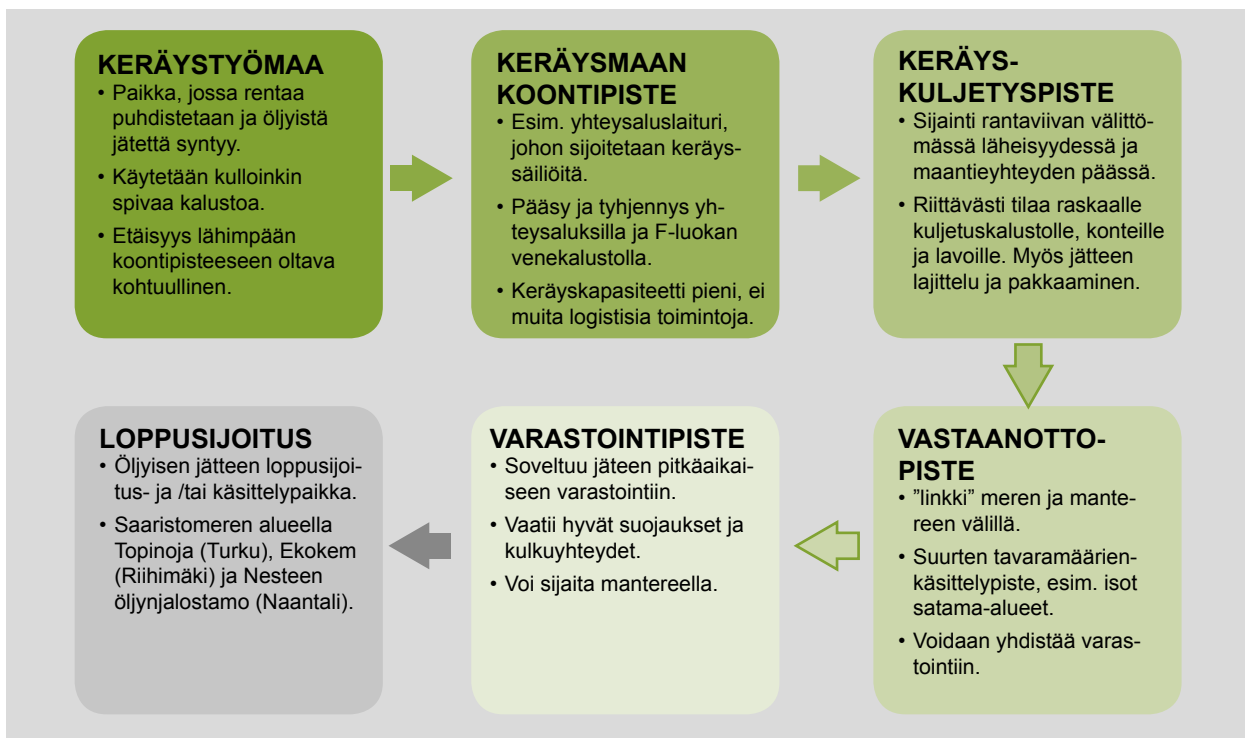 KERÄYSTYÖMAA
• Paikka, jossa rentaa
puhdistetaan ja öljyistä
jätettä syntyy.
• Käytetään kulloinkin
spivaa kalustoa.
• Etäisyys lähimpään
koontipisteeseen oltava
kohtuullinen.
KERÄYSMAAN
KOONTIPISTE
• Esim. yhteysaluslaituri,
johon sijoitetaan keräys-
säiliöitä.
• Pääsy ja tyhjennys yh-
teysaluksilla ja F-luokan
venekalustolla.
• Keräyskapasiteetti pieni, ei
muita logistisia toimintoja.
KERÄYS-
KULJETYSPISTE
• Sijainti rantaviivan välittö-
mässä läheisyydessä ja
maantieyhteyden päässä.
• Riittävästi tilaa raskaalle
kuljetuskalustolle, konteille
ja lavoille. Myös jätteen
lajittelu ja pakkaaminen.
VASTAANOTTO-
PISTE
• ”linkki” meren ja mante-
reen välillä.
• Suurten tavaramäärien-
käsittelypiste, esim. isot
satama-alueet.
• Voidaan yhdistää varas-
tointiin.
VARASTOINTIPISTE
• Soveltuu jäteen pitkäaikai-
seen varastointiin.
• Vaatii hyvät suojaukset ja
kulkuyhteydet.
• Voi sijaita mantereella.
LOPPUSIJOITUS
• Öljyisen jätteen loppusijoi-
tus- ja /tai käsittelypaikka.
• Saaristomeren alueella
Topinoja (Turku), Ekokem
(Riihimäki) ja Nesteen
öljynjalostamo (Naantali).